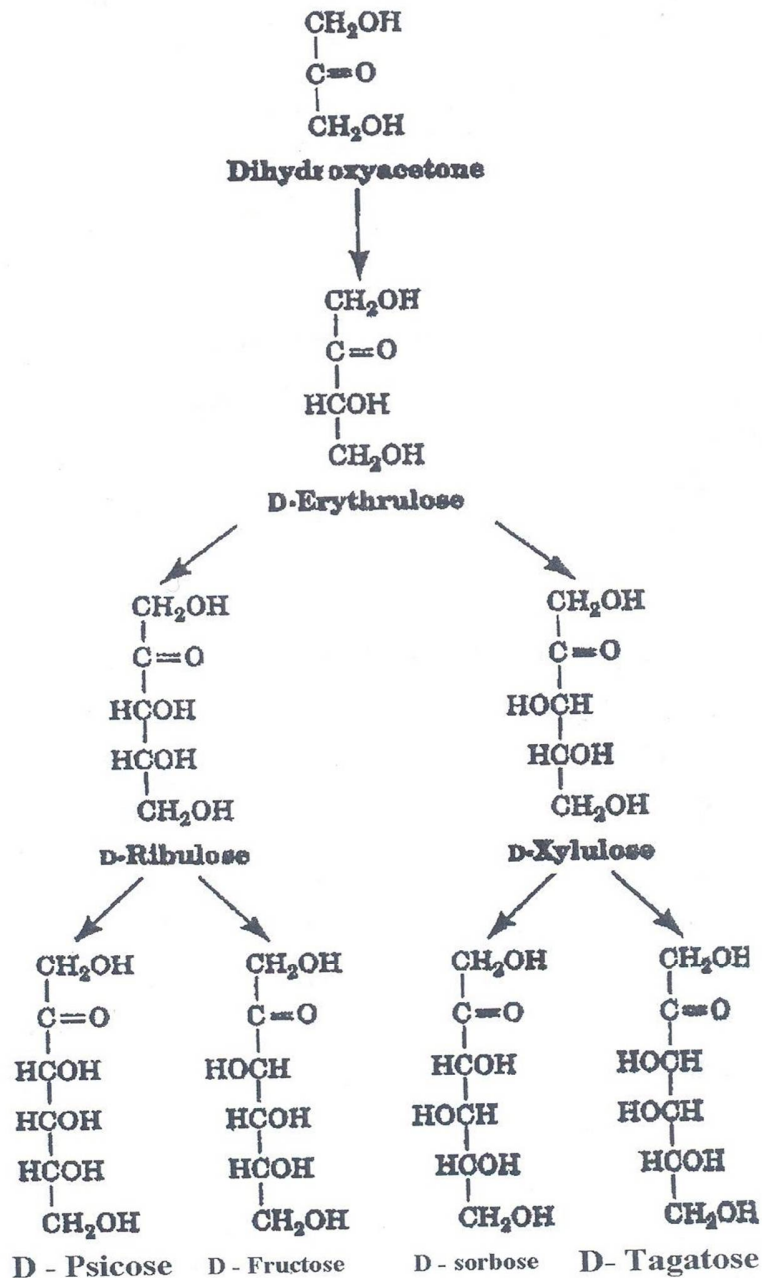 CH₂OH
C=O
CH₂OH
Dihydroxyacetone
CH₂OH
C=O
HCOH
CH₂OH
D-Erythrulose
CH₂OH
C=O
HCOH
HCOH
CH₂OH
D-Ribulose
CH₂OH
C=O
HOCH
HCOH
CH₂OH
D-Xylulose
CH₂OH
C=O
HCOH
HCOH
HCOH
CH₂OH
D - Psicose
CH₂OH
C=O
HOCH
HCOH
HCOH
CH₂OH
D - Fructose
CH₂OH
C=O
HCOH
HOCH
HCOH
CH₂OH
D - sorbose
CH₂OH
C=O
HOCH
HOCH
HCOH
CH₂OH
D- Tagatose